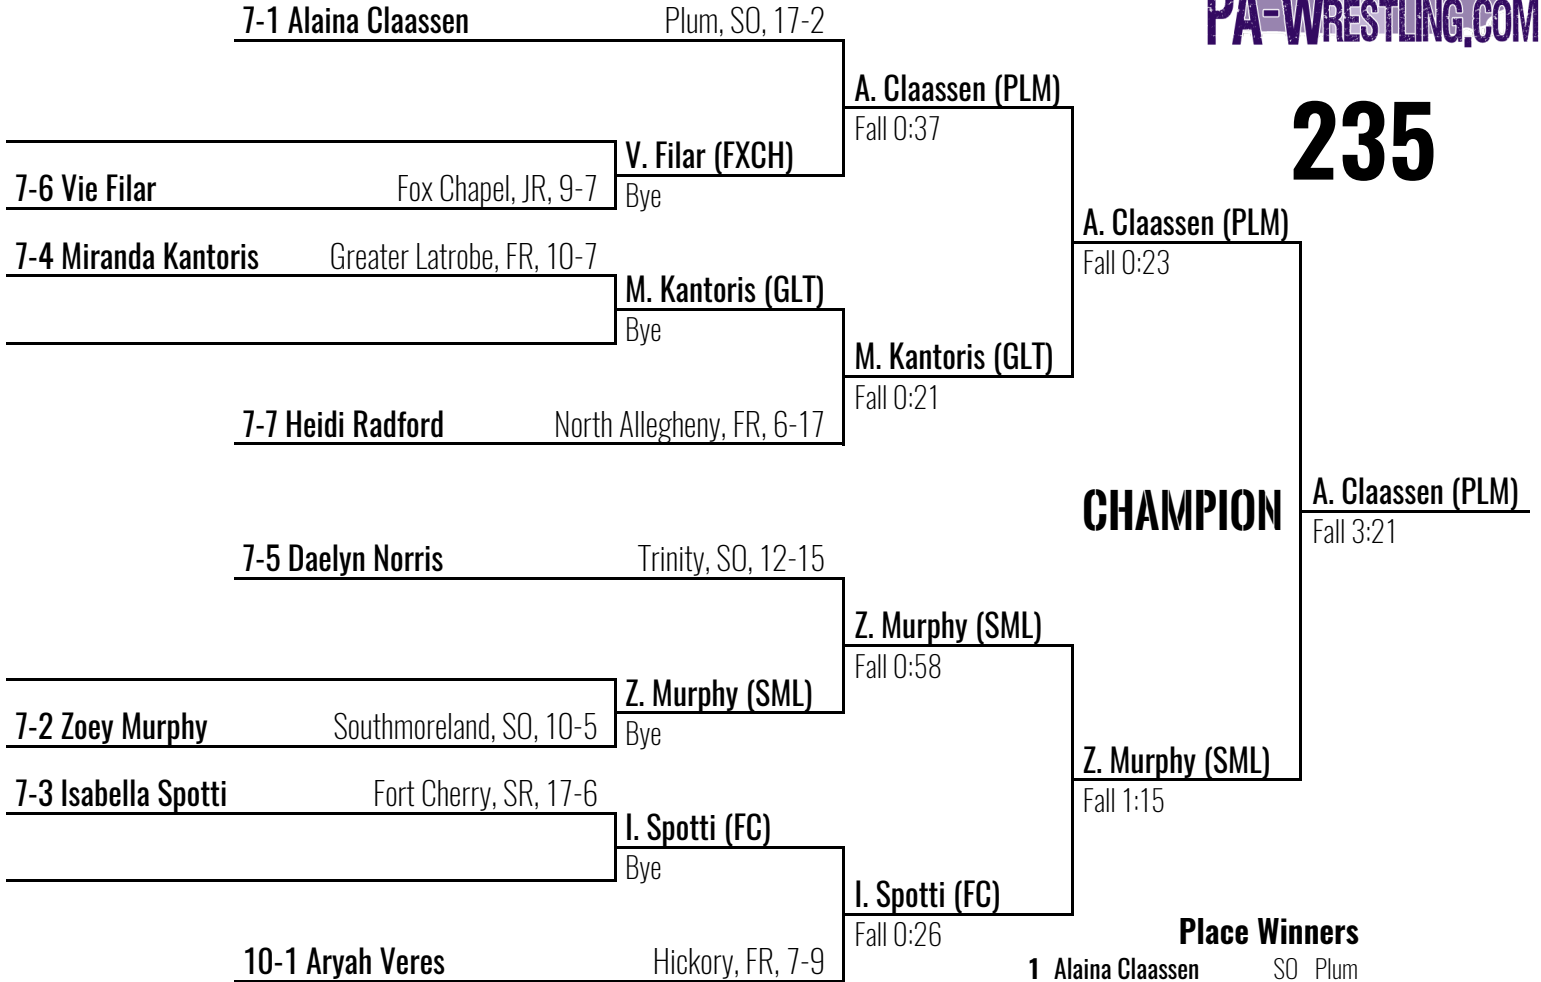 PA-WRESTLING.COM
235
7-1 Alaina Claassen Plum, SO, 17-2
A. Claassen (PLM)
Fall 0:37
V. Filar (FXCH)
Bye
7-6 Vie Filar Fox Chapel, JR, 9-7
A. Claassen (PLM)
Fall 0:23
7-4 Miranda Kantoris Greater Latrobe, FR, 10-7
M. Kantoris (GLT)
Bye
M. Kantoris (GLT)
Fall 0:21
7-7 Heidi Radford North Allegheny, FR, 6-17
CHAMPION
A. Claassen (PLM)
Fall 3:21
7-5 Daelyn Norris Trinity, SO, 12-15
Z. Murphy (SML)
Fall 0:58
Z. Murphy (SML)
Bye
7-2 Zoey Murphy Southmoreland, SO, 10-5
Z. Murphy (SML)
Fall 1:15
7-3 Isabella Spotti Fort Cherry, SR, 17-6
I. Spotti (FC)
Bye
I. Spotti (FC)
Fall 0:26
10-1 Aryah Veres Hickory, FR, 7-9
Place Winners
1 Alaina Claassen SO Plum